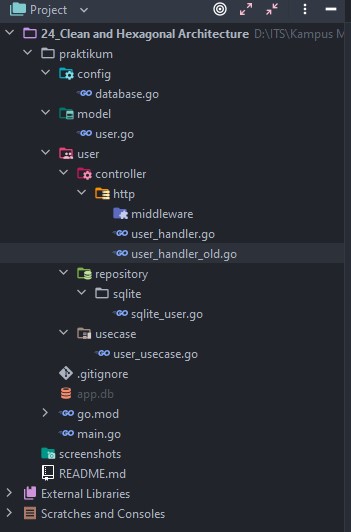 Project
24_Clean and Hexagonal Architecture D:\ITS\Kampus M
praktikum
config
database.go
model
user.go
user
controller
http
middleware
user_handler.go
user_handler_old.go
repository
sqlite
sqlite_user.go
usecase
user_usecase.go
.gitignore
app.db
go.mod
main.go
screenshots
README.md
External Libraries
Scratches and Consoles